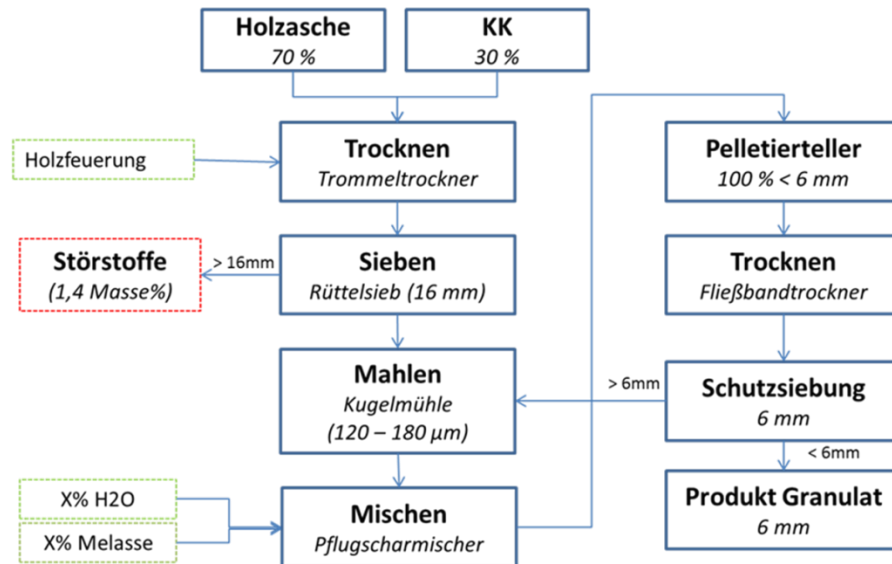 Holzasche
70 %
KK
30 %
Holzfeuerung
Trocknen
Trommeltrockner
Störstoffe
(1,4 Masse%)
> 16mm
Sieben
Rüttelsieb (16 mm)
Mahlen
Kugelmühle
(120 – 180 µm)
X% H2O
X% Melasse
Mischen
Pflugscharmischer
Pelletierteller
100 % < 6 mm
Trocknen
Fließbandtrockner
> 6mm
Schutzsiebung
6 mm
< 6mm
Produkt Granulat
6 mm